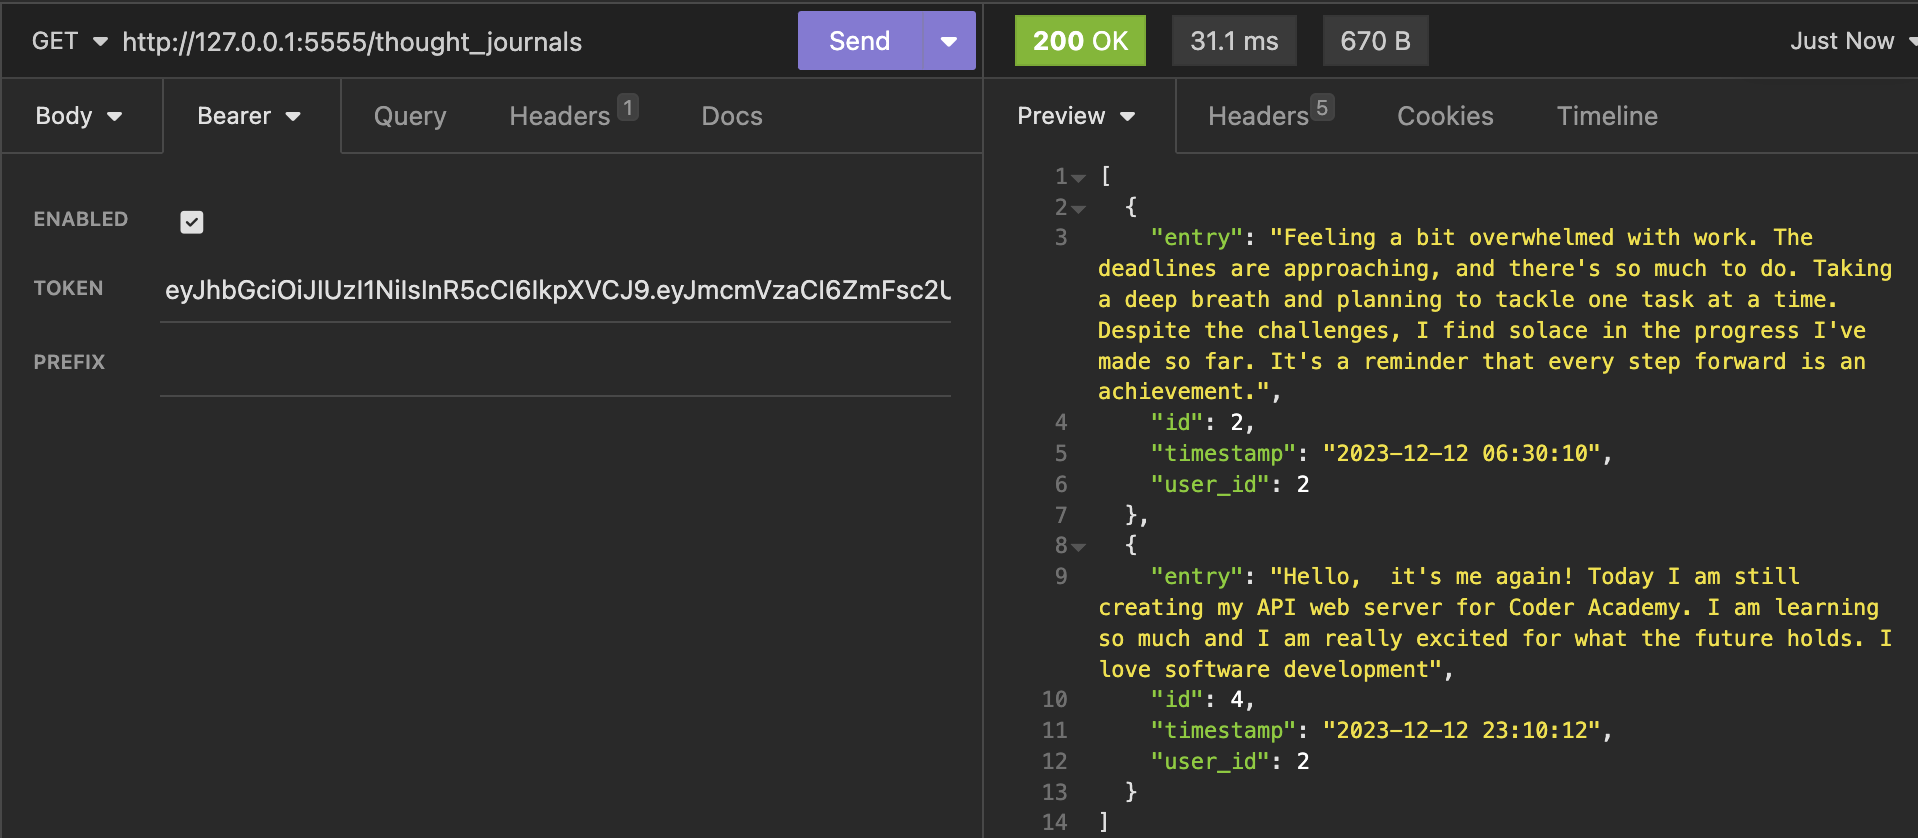 GET http://127.0.0.1:5555/thought_journals Send
200 OK 31.1 ms 670 B Just Now
Body Bearer Query Headers 1 Docs
Preview Headers 5 Cookies Timeline
ENABLED
TOKEN eyJhbGciOiJIUzI1NiIsInR5cCI6IkpXVCJ9.eyJmcmVzaCI6ZmFsc2U
PREFIX
1 [
2 {
3 "entry": "Feeling a bit overwhelmed with work. The
deadlines are approaching, and there's so much to do. Taking
a deep breath and planning to tackle one task at a time.
Despite the challenges, I find solace in the progress I've
made so far. It's a reminder that every step forward is an
achievement.",
4 "id": 2,
5 "timestamp": "2023-12-12 06:30:10",
6 "user_id": 2
7 },
8 {
9 "entry": "Hello,  it's me again! Today I am still
creating my API web server for Coder Academy. I am learning
so much and I am really excited for what the future holds. I
love software development",
10 "id": 4,
11 "timestamp": "2023-12-12 23:10:12",
12 "user_id": 2
13 }
14 ]